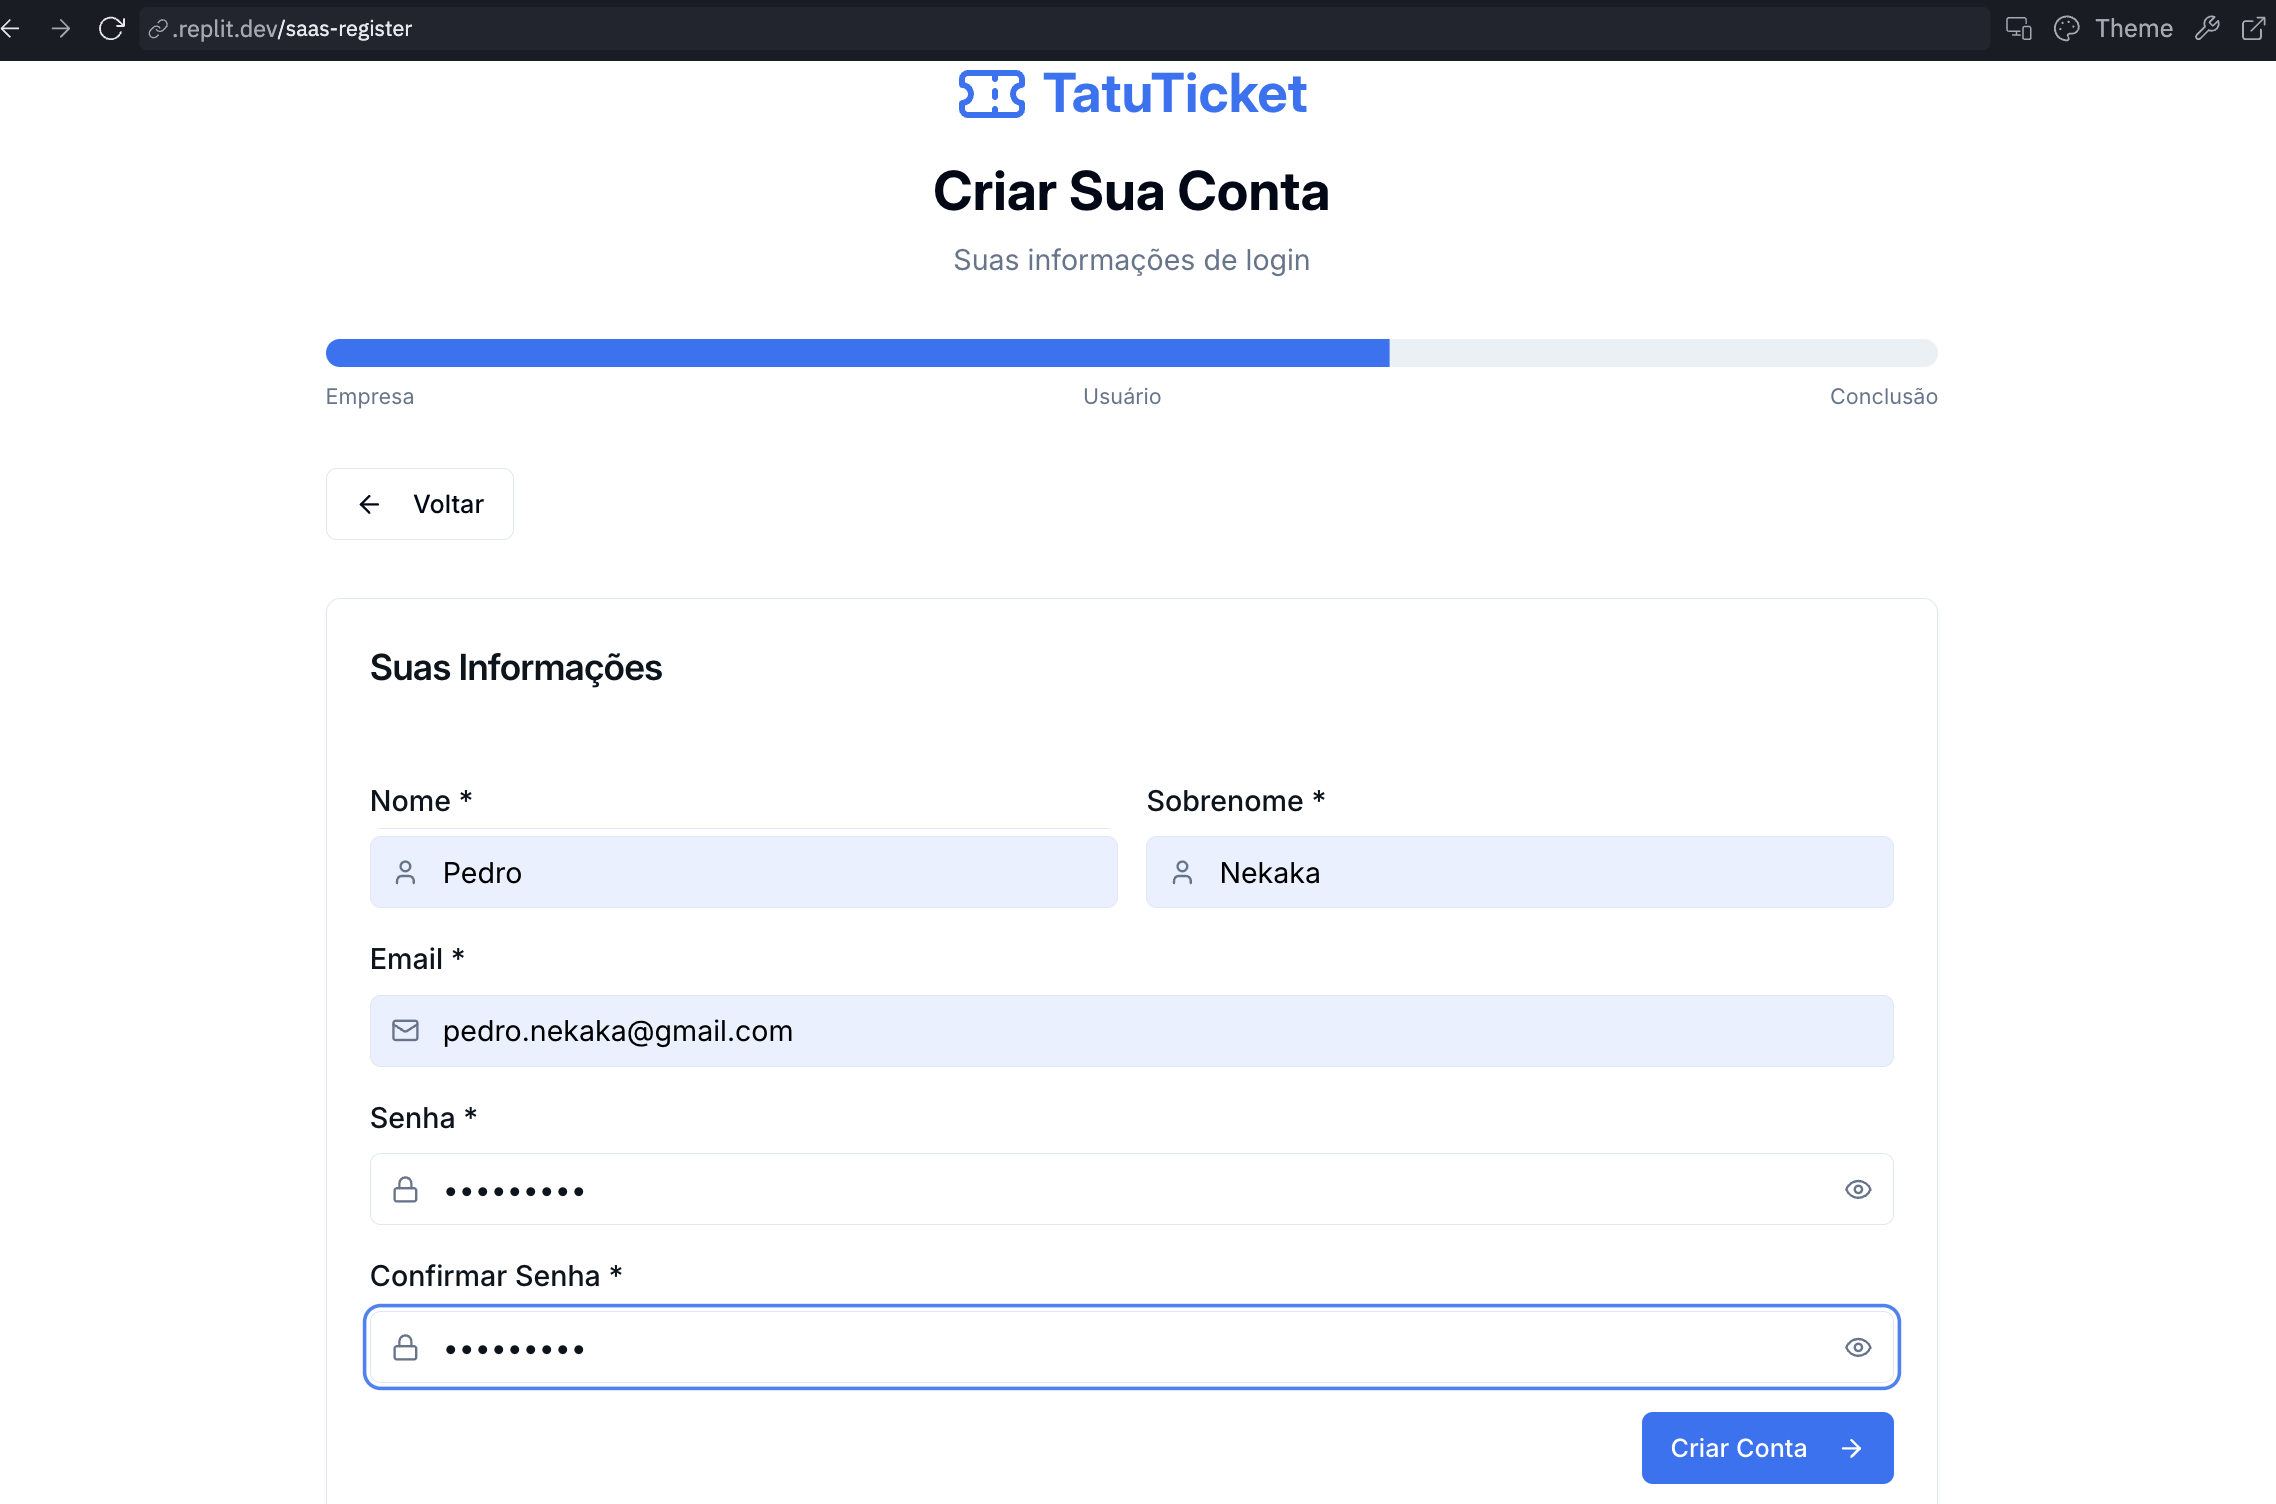 .replit.dev/saas-register
Theme
TatuTicket
Criar Sua Conta
Suas informações de login
Empresa
Usuário
Conclusão
Voltar
Suas Informações
Nome *
Sobrenome *
Pedro
Nekaka
Email *
pedro.nekaka@gmail.com
Senha *
•••••••••
Confirmar Senha *
•••••••••
Criar Conta